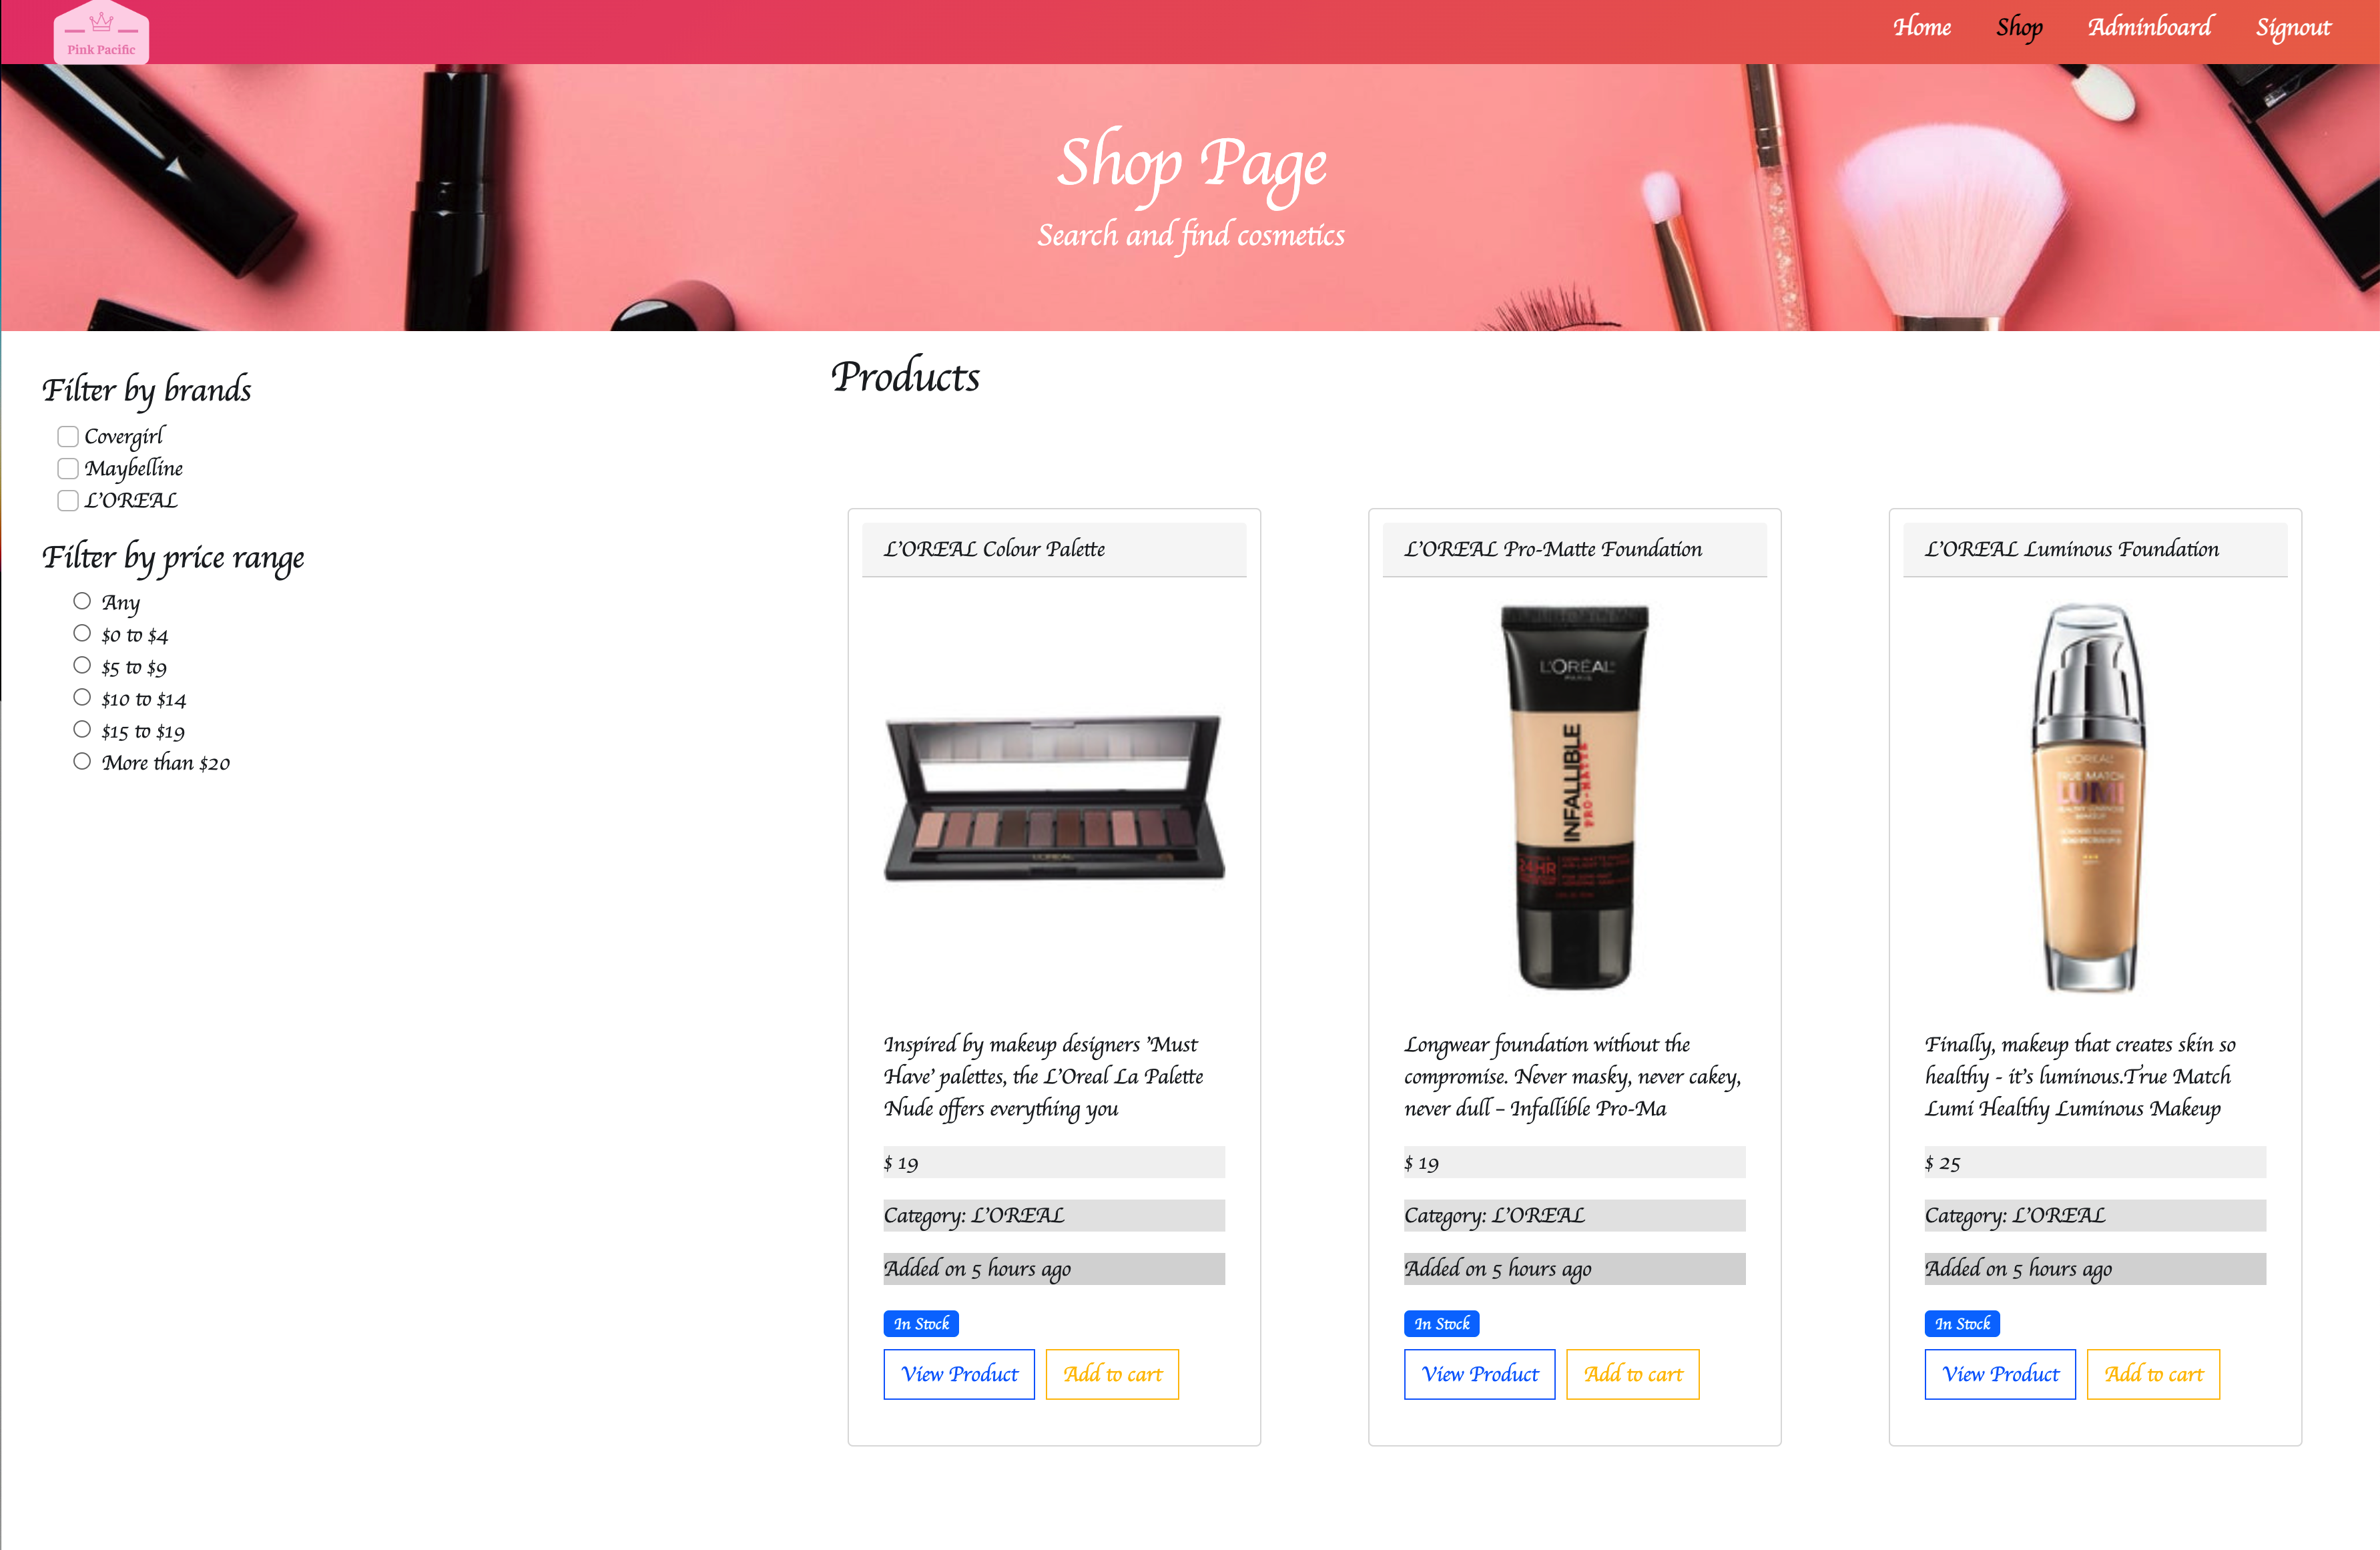 Pink Pacific
Home
Shop
Adminboard
Signout
Shop Page
Search and find cosmetics
Filter by brands
Covergirl
Maybelline
L'OREAL
Filter by price range
Any
$0 to $4
$5 to $9
$10 to $14
$15 to $19
More than $20
Products
L'OREAL Colour Palette
L'OREAL
Inspired by makeup designers 'Must
Have' palettes, the L'Oreal La Palette
Nude offers everything you
$ 19
Category: L'OREAL
Added on 5 hours ago
In Stock
View Product
Add to cart
L'OREAL Pro-Matte Foundation
L'ORÉAL
PARIS
INFALLIBLE
PRO-MATTE
24HR
Longwear foundation without the
compromise. Never masky, never cakey,
never dull – Infallible Pro-Ma
$ 19
Category: L'OREAL
Added on 5 hours ago
In Stock
View Product
Add to cart
L'OREAL Luminous Foundation
L'ORÉAL
TRUE MATCH
LUMI
HEALTHY LUMINOUS
MAKEUP
Finally, makeup that creates skin so
healthy - it's luminous.True Match
Lumi Healthy Luminous Makeup
$ 25
Category: L'OREAL
Added on 5 hours ago
In Stock
View Product
Add to cart